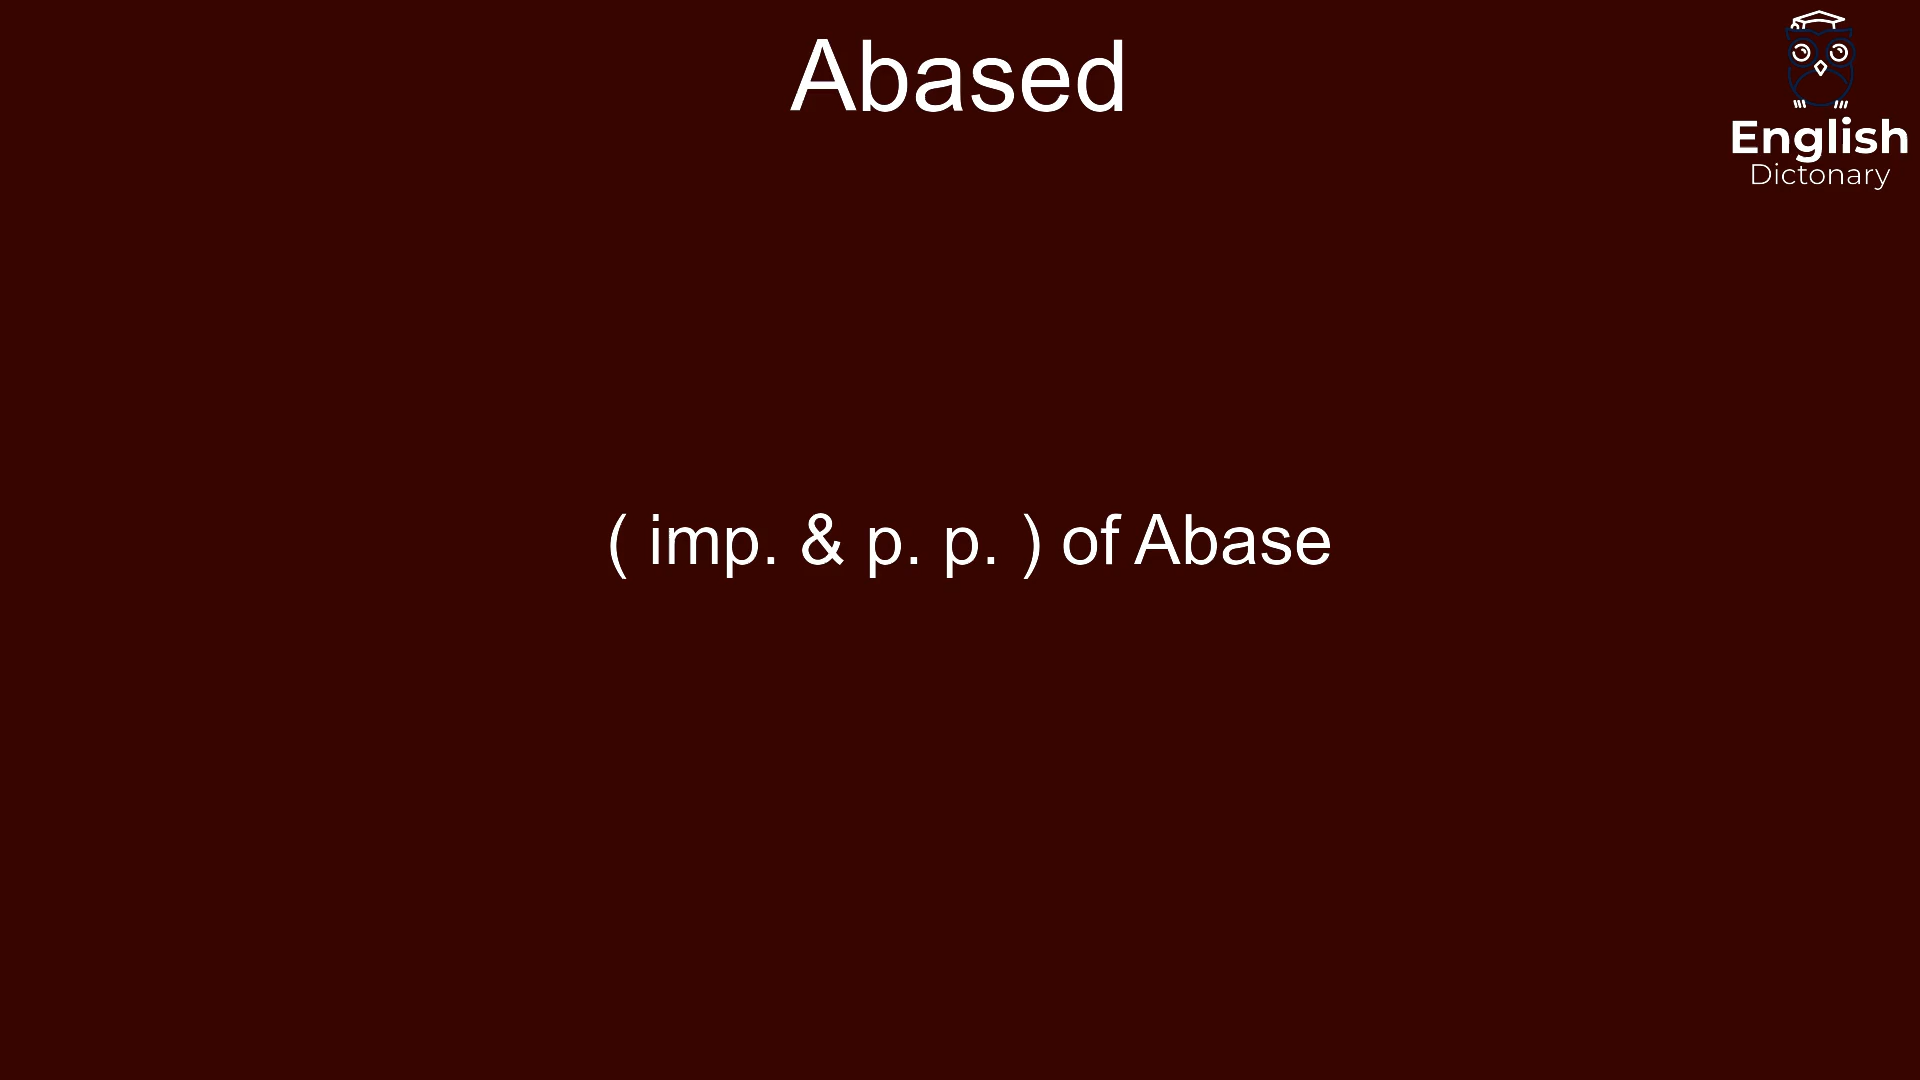 Abased
English
Dictonary
( imp. & p. p. ) of Abase